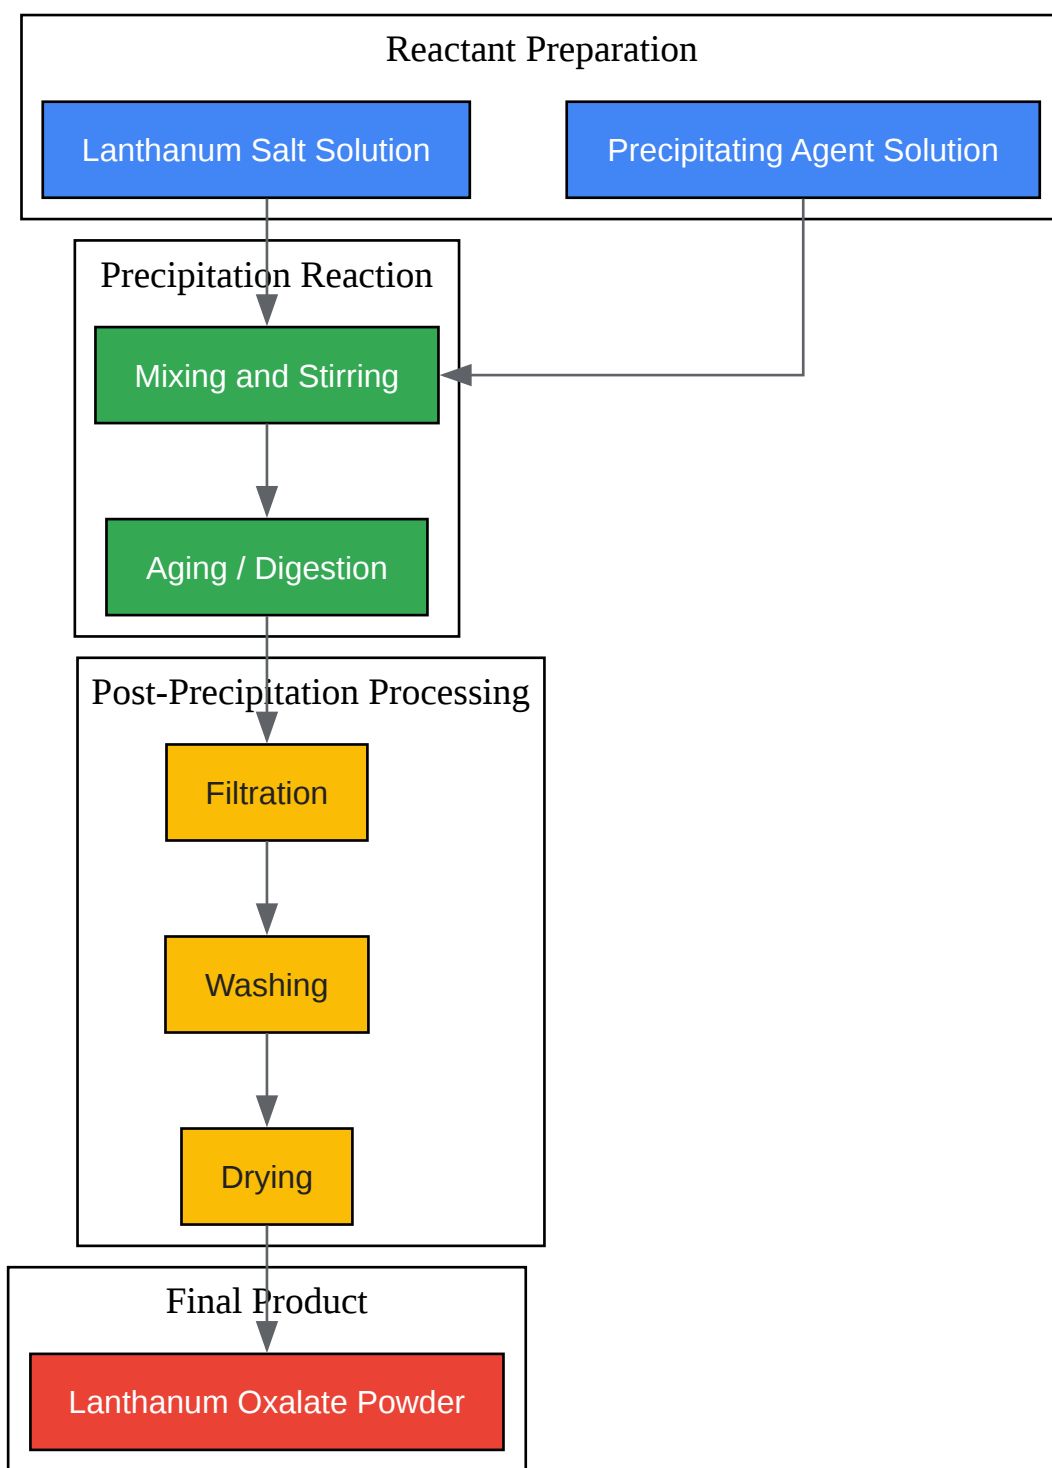 Reactant Preparation
Lanthanum Salt Solution
Precipitating Agent Solution
Precipitation Reaction
Mixing and Stirring
Aging / Digestion
Post-Precipitation Processing
Filtration
Washing
Drying
Final Product
Lanthanum Oxalate Powder